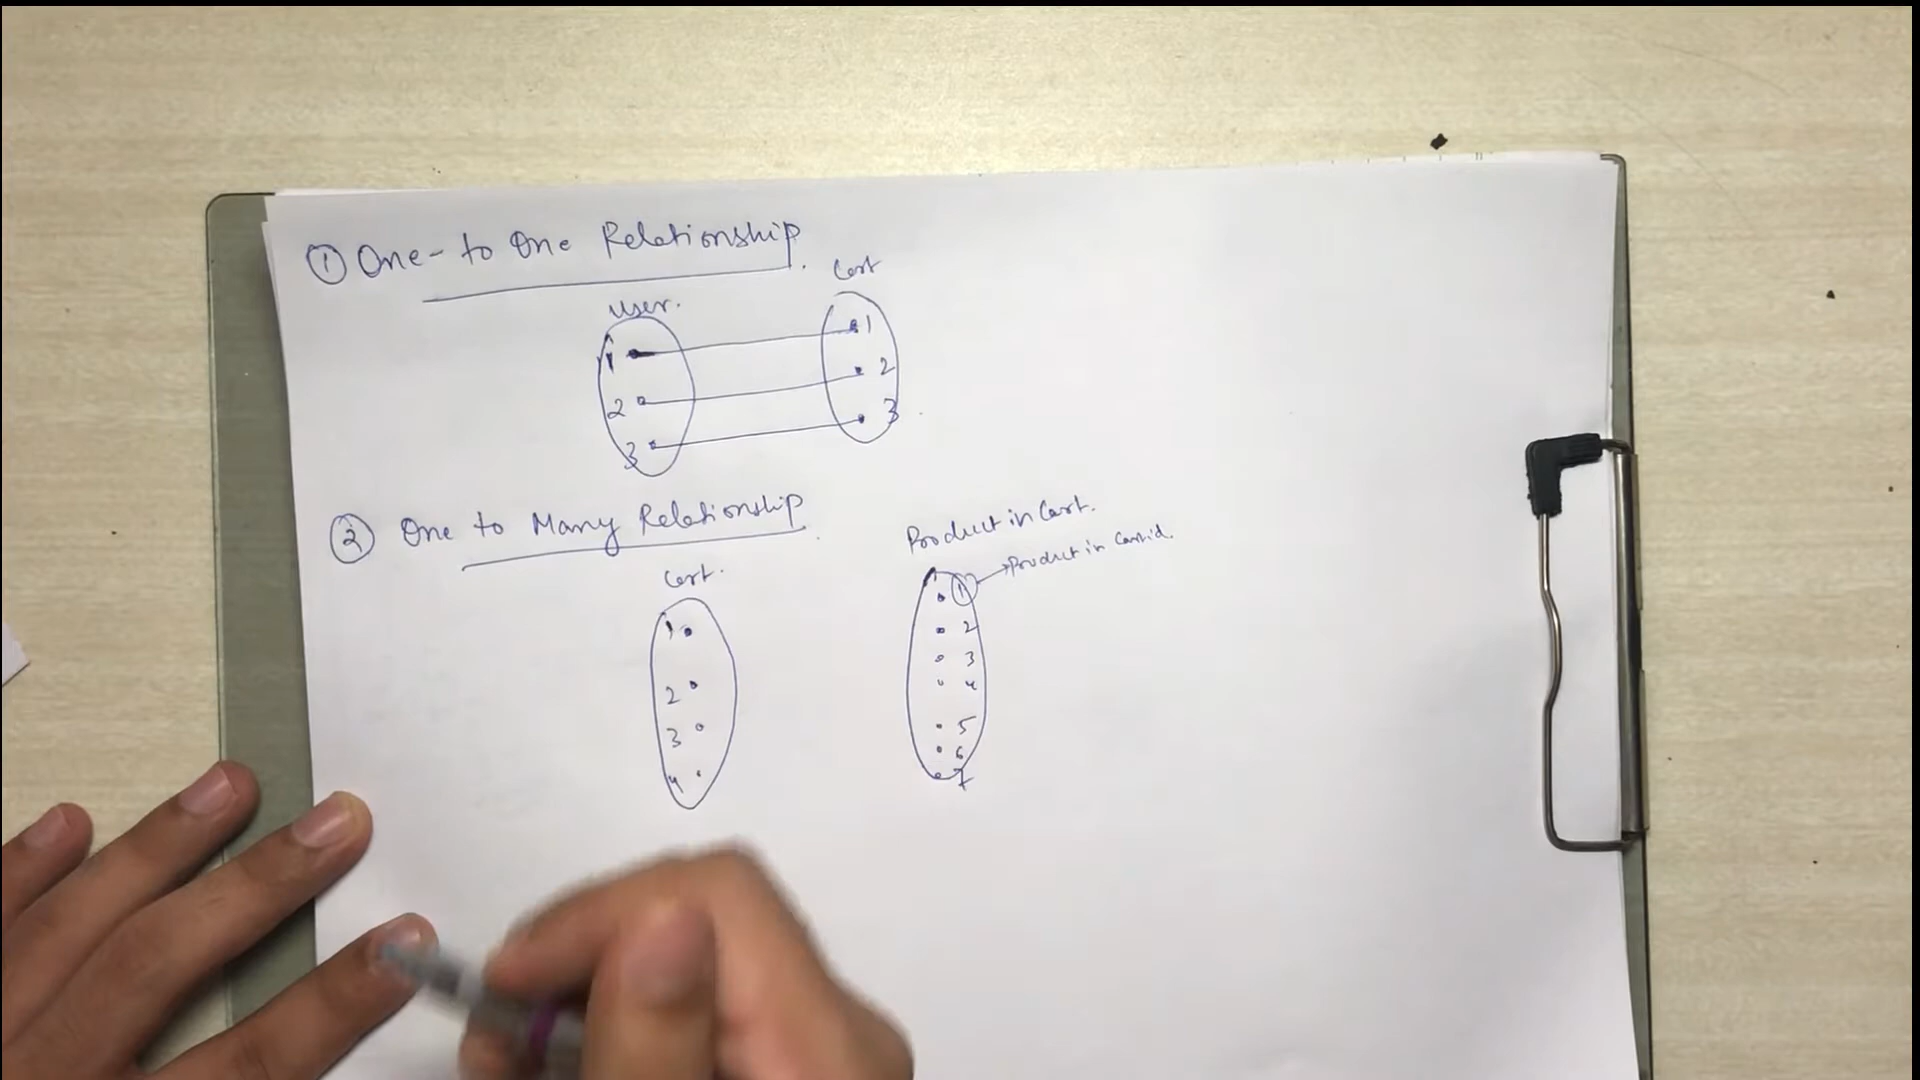 ① One-to One Relationship.
User.
Cart
1
2
3
1
2
3
② One to Many Relationship
Cart.
1
2
3
4
Product in Cart.
→Product in Cart id.
1
2
3
4
5
6
7